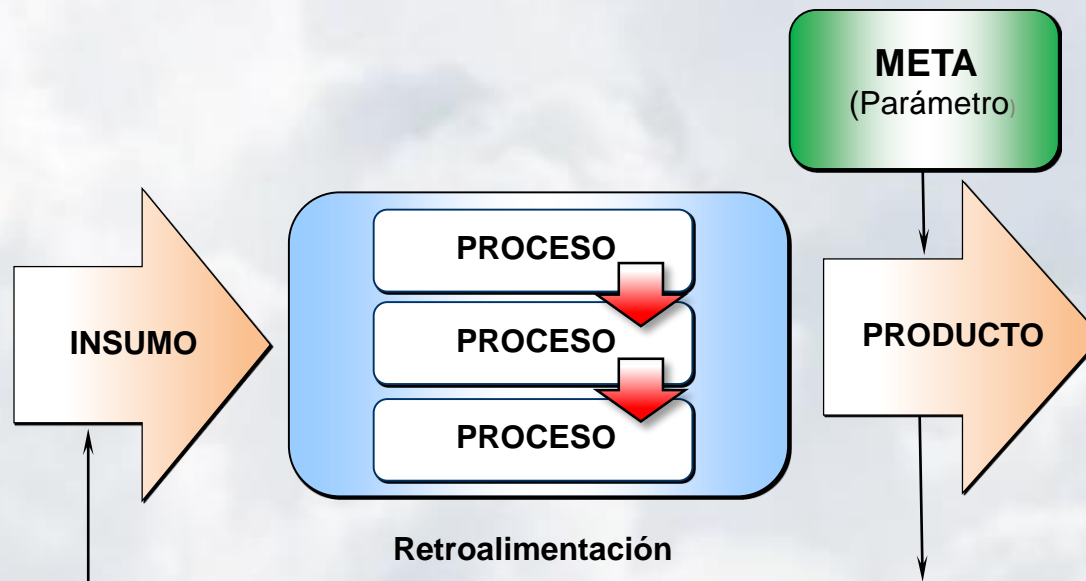 META
(Parámetro)
INSUMO
PROCESO
PROCESO
PROCESO
PRODUCTO
Retroalimentación